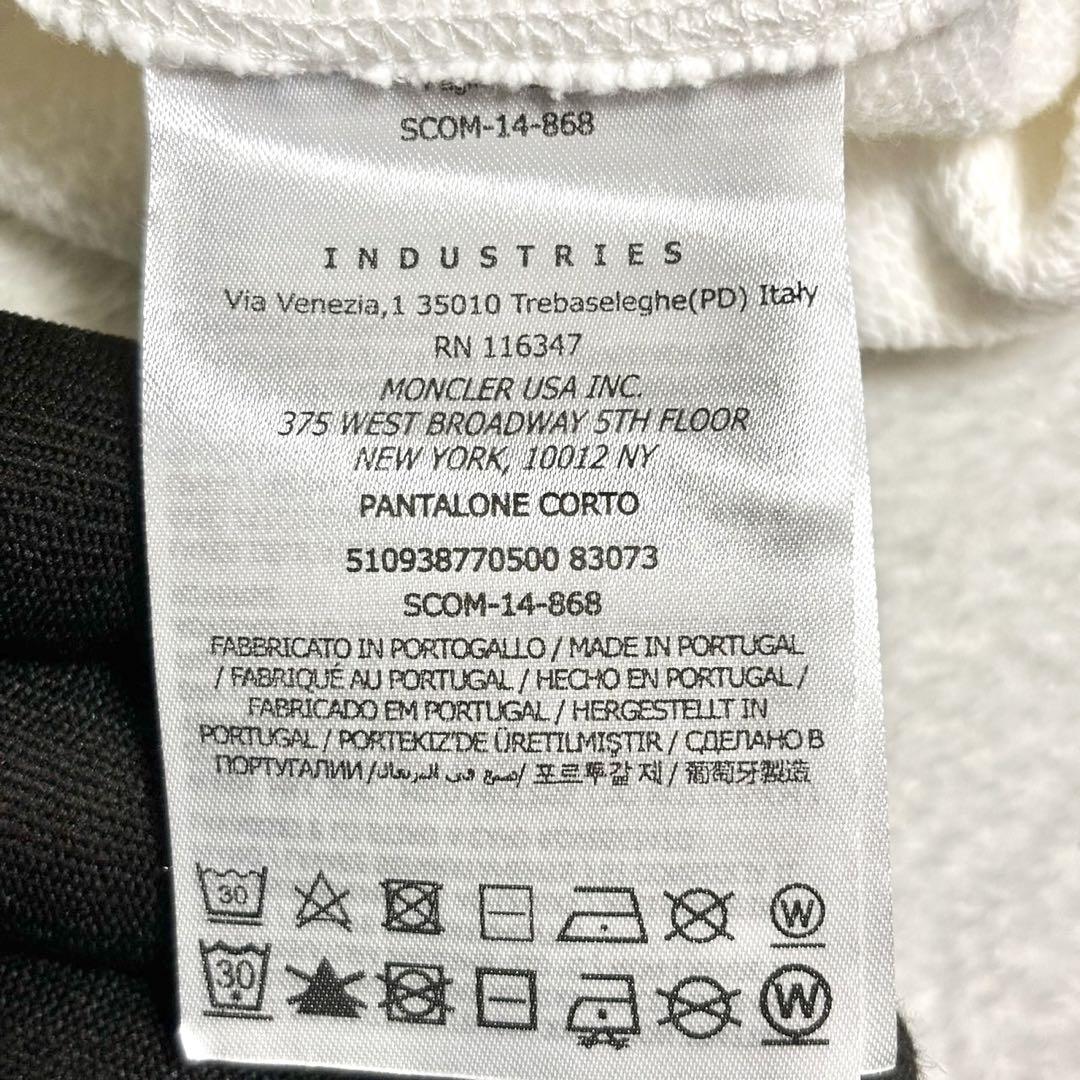 SCOM-14-868
INDUSTRIES
Via Venezia,1 35010 Trebaseleghe(PD) Italy
RN 116347
MONCLER USA INC.
375 WEST BROADWAY 5TH FLOOR
NEW YORK, 10012 NY
PANTALONE CORTO
510938770500 83073
SCOM-14-868
FABBRICATO IN PORTOGALLO / MADE IN PORTUGAL
/ FABRIQUÉ AU PORTUGAL / HECHO EN PORTUGAL /
FABRICADO EM PORTUGAL / HERGESTELLT IN
PORTUGAL / PORTEKIZ'DE ÜRETILMIŞTIR / СДЕЛАНО В
ПОРТУГАЛИИ / صنع في البرتغال / 포르투갈 제 / 葡萄牙製造
30 W
30 W